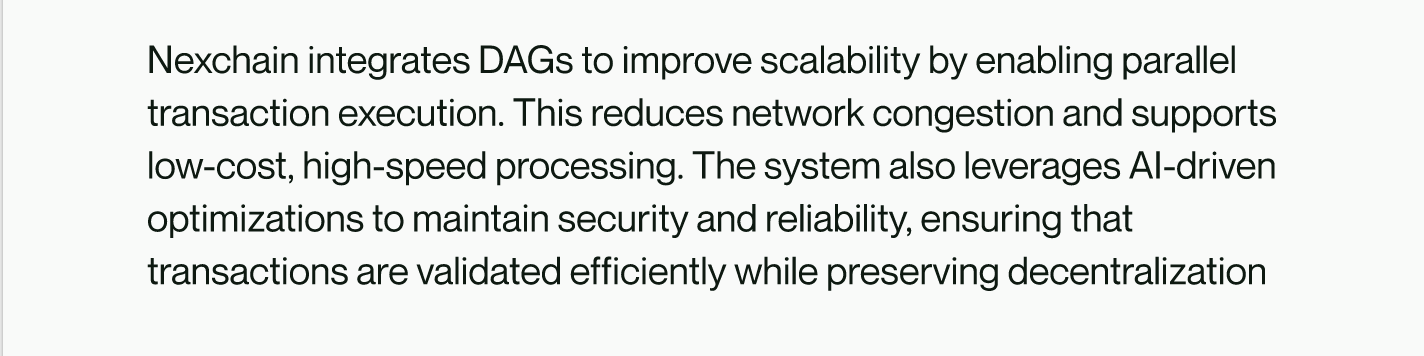 Nexchain integrates DAGs to improve scalability by enabling parallel
transaction execution. This reduces network congestion and supports
low-cost, high-speed processing. The system also leverages AI-driven
optimizations to maintain security and reliability, ensuring that
transactions are validated efficiently while preserving decentralization